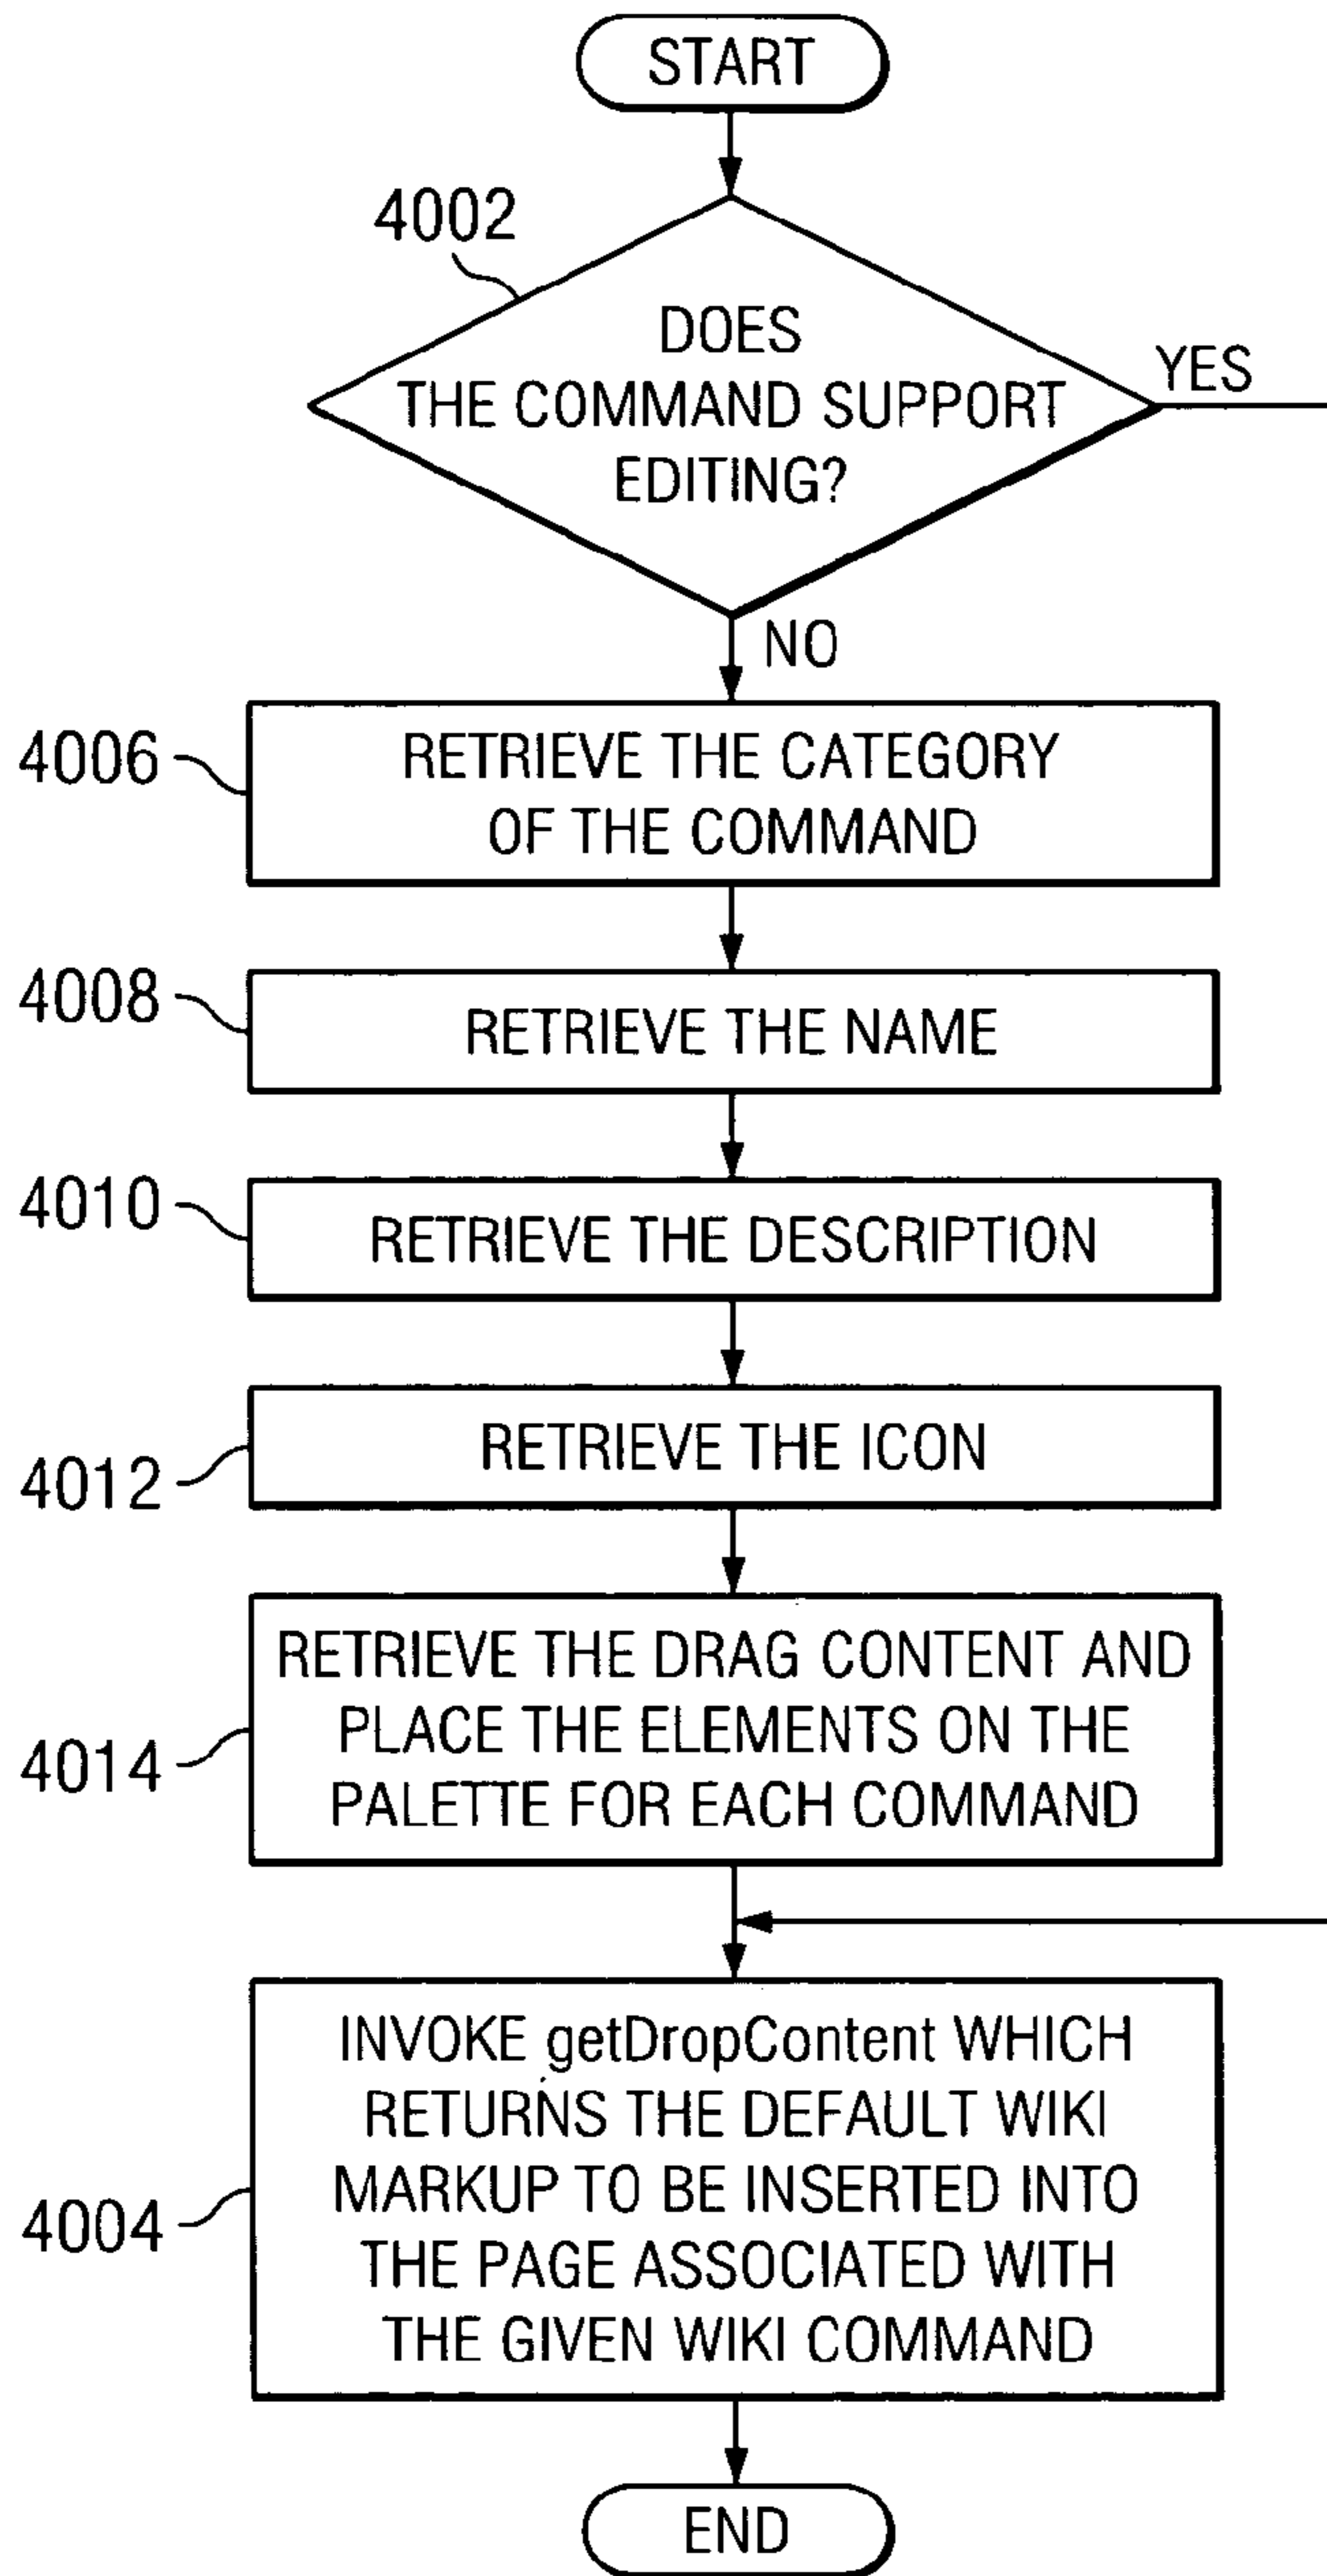 START
4002
DOES
THE COMMAND SUPPORT
EDITING?
YES
NO
4006
RETRIEVE THE CATEGORY
OF THE COMMAND
4008
RETRIEVE THE NAME
4010
RETRIEVE THE DESCRIPTION
4012
RETRIEVE THE ICON
4014
RETRIEVE THE DRAG CONTENT AND
PLACE THE ELEMENTS ON THE
PALETTE FOR EACH COMMAND
4004
INVOKE getDropContent WHICH
RETURNS THE DEFAULT WIKI
MARKUP TO BE INSERTED INTO
THE PAGE ASSOCIATED WITH
THE GIVEN WIKI COMMAND
END